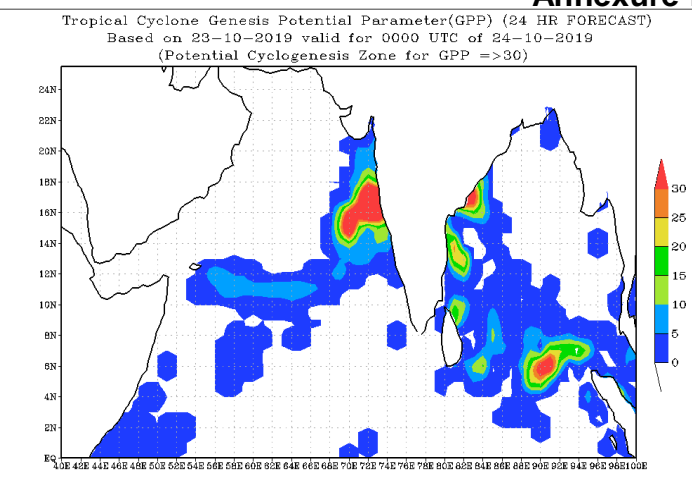 Annexure
Tropical Cyclone Genesis Potential Parameter(GPP) (24 HR FORECAST)
Based on 23-10-2019 valid for 0000 UTC of 24-10-2019
(Potential Cyclogenesis Zone for GPP =>30)
24N
22N
20N
18N
16N
14N
12N
10N
8N
6N
4N
2N
EQ
30
25
20
15
10
5
0
40E 42E 44E 46E 48E 50E 52E 54E 56E 58E 60E 62E 64E 66E 68E 70E 72E 74E 76E 78E 80E 82E 84E 86E 88E 90E 92E 94E 96E 98E 100E